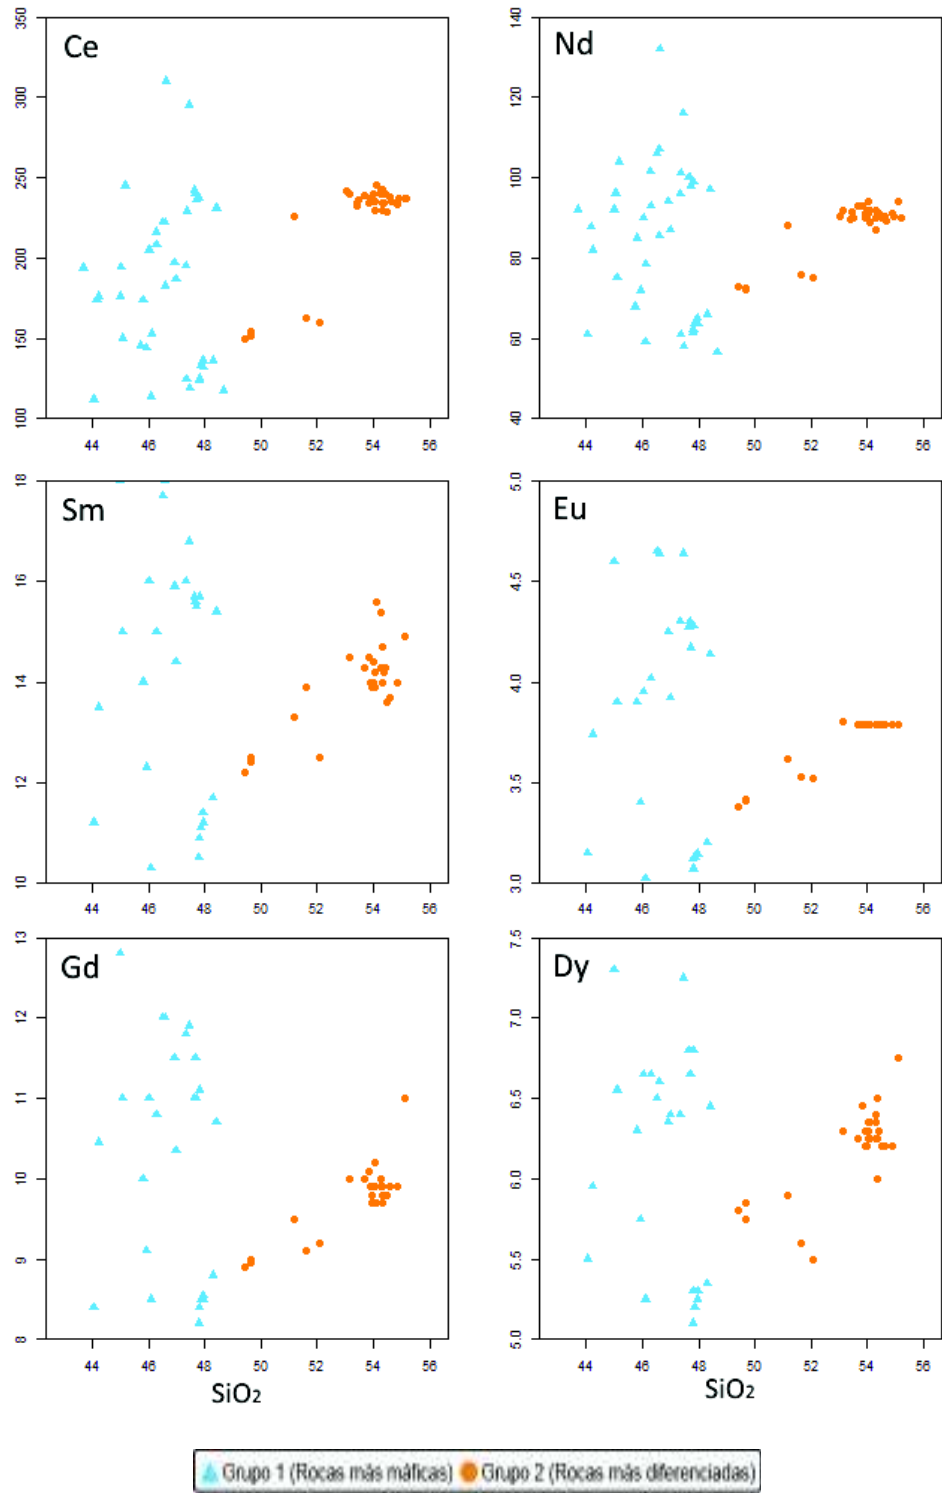 Ce
350
300
250
200
150
100
44 46 48 50 52 54 56
Nd
140
120
100
80
60
40
44 46 48 50 52 54 56
Sm
18
16
14
12
10
44 46 48 50 52 54 56
Eu
5.0
4.5
4.0
3.5
3.0
44 46 48 50 52 54 56
Gd
13
12
11
10
9
8
44 46 48 50 52 54 56
SiO₂
Dy
7.5
7.0
6.5
6.0
5.5
5.0
44 46 48 50 52 54 56
SiO₂
Grupo 1 (Rocas más máficas) Grupo 2 (Rocas más diferenciadas)